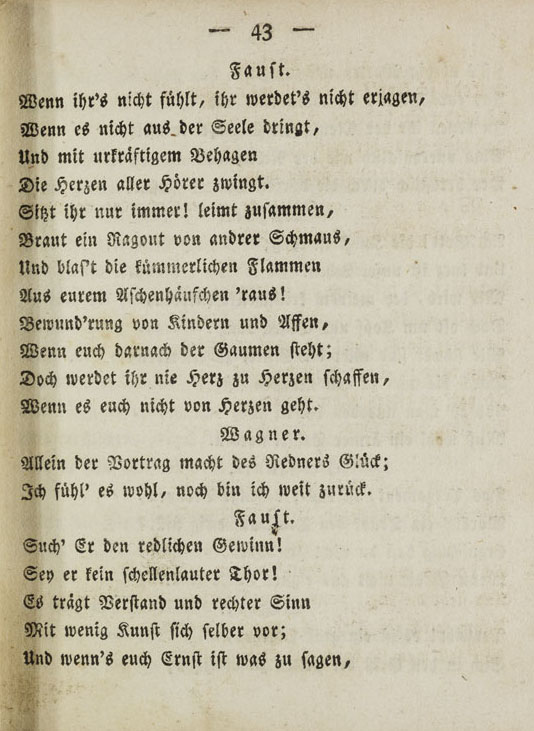 — 43 —
Faust.
Wenn ihr's nicht fühlt, ihr werdet's nicht erjagen,
Wenn es nicht aus der Seele dringt,
Und mit urkräftigem Behagen
Die Herzen aller Hörer zwingt.
Sitzt ihr nur immer! leimt zusammen,
Braut ein Ragout von andrer Schmaus,
Und blas't die kümmerlichen Flammen
Aus eurem Aschenhäufchen 'raus!
Bewund'rung von Kindern und Affen,
Wenn euch darnach der Gaumen steht;
Doch werdet ihr nie Herz zu Herzen schaffen,
Wenn es euch nicht von Herzen geht.
Wagner.
Allein der Vortrag macht des Redners Glück;
Ich fühl' es wohl, noch bin ich weit zurück.
Faust.
Such' Er den redlichen Gewinn!
Sey er kein schellenlauter Thor!
Es trägt Verstand und rechter Sinn
Mit wenig Kunst sich selber vor;
Und wenn's euch Ernst ist was zu sagen,